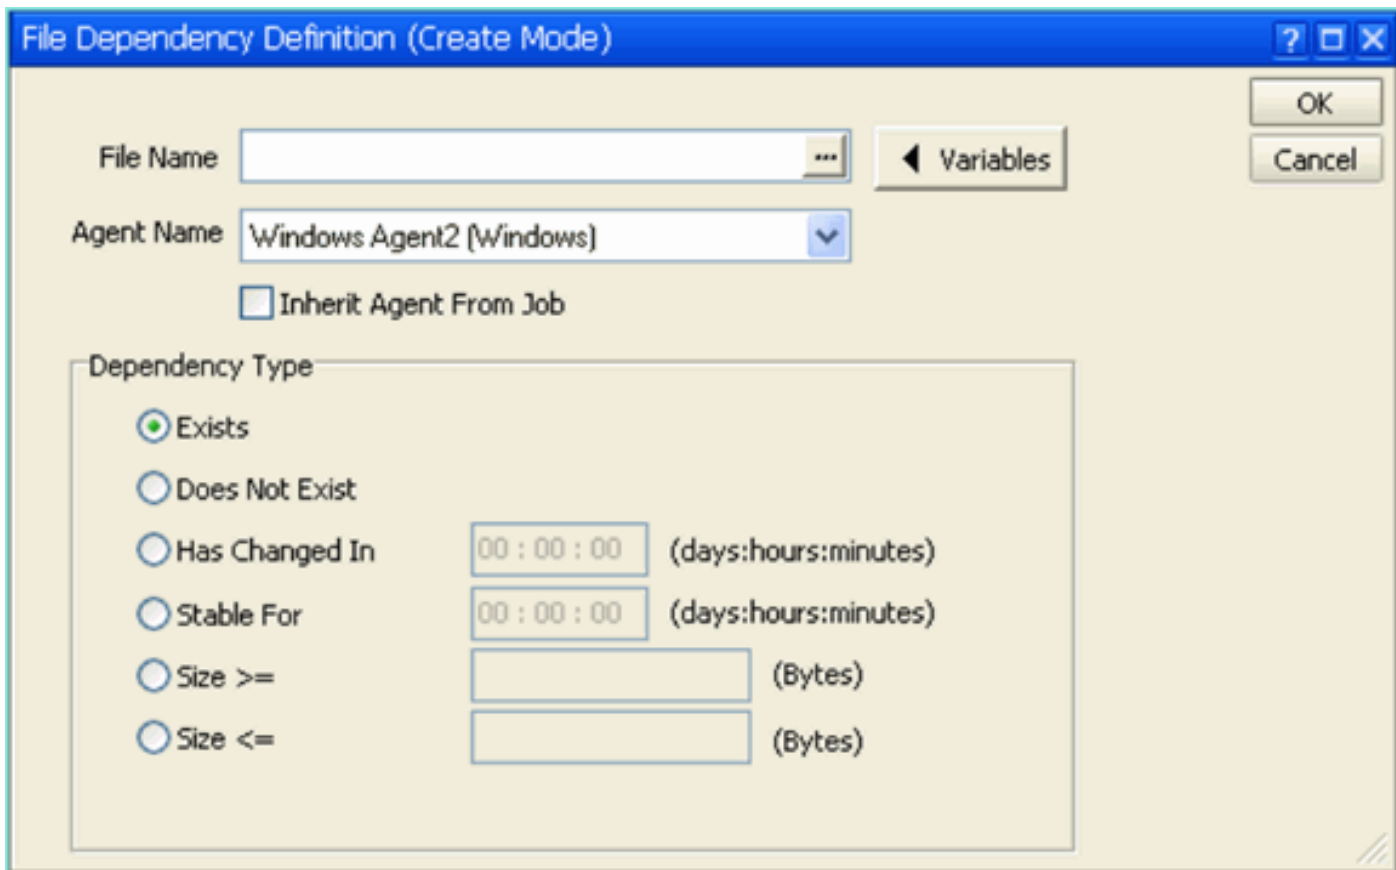 File Dependency Definition (Create Mode)
OK
File Name ... Variables
Cancel
Agent Name Windows Agent2 (Windows)
Inherit Agent From Job
Dependency Type
Exists
Does Not Exist
Has Changed In 00 : 00 : 00 (days:hours:minutes)
Stable For 00 : 00 : 00 (days:hours:minutes)
Size >= (Bytes)
Size <= (Bytes)